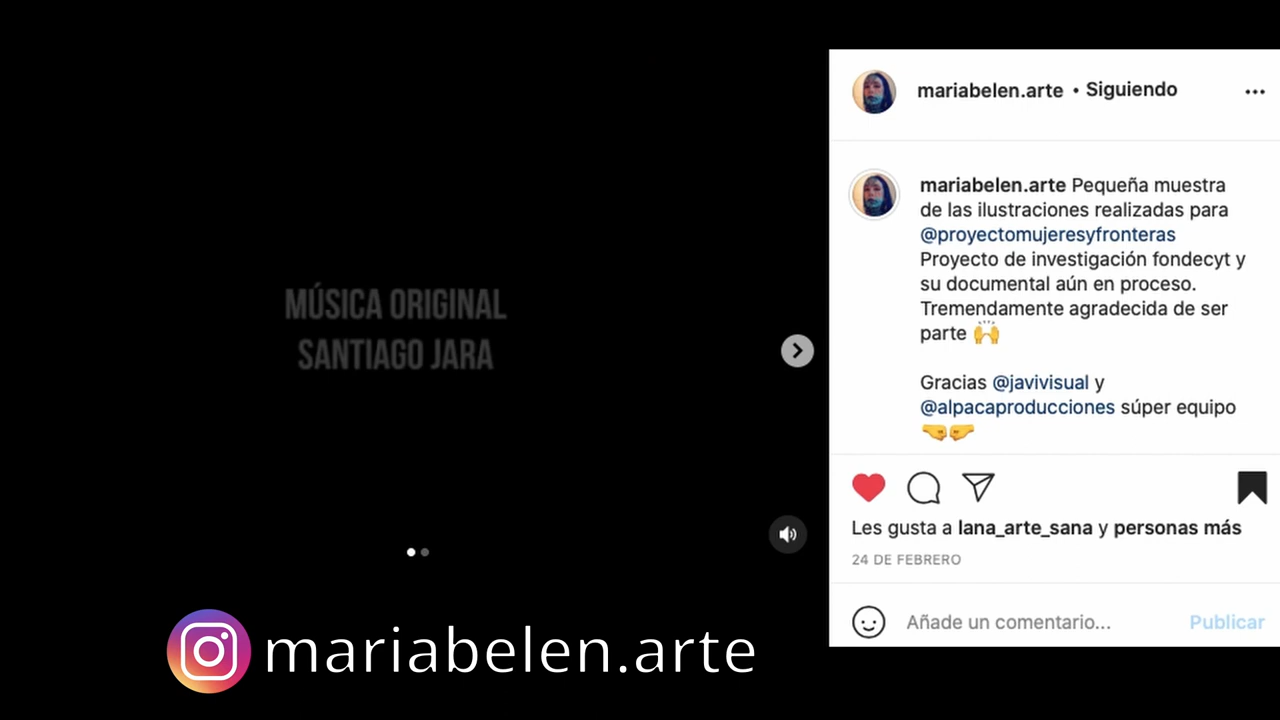 MÚSICA ORIGINAL
SANTIAGO JARA
mariabelen.arte
mariabelen.arte • Siguiendo
mariabelen.arte Pequeña muestra
de las ilustraciones realizadas para
@proyectomujeresyfronteras
Proyecto de investigación fondecyt y
su documental aún en proceso.
Tremendamente agradecida de ser
parte 🙌
Gracias @javivisual y
@alpacaproducciones súper equipo
🤜🤛
Les gusta a lana_arte_sana y personas más
24 DE FEBRERO
Añade un comentario... Publicar